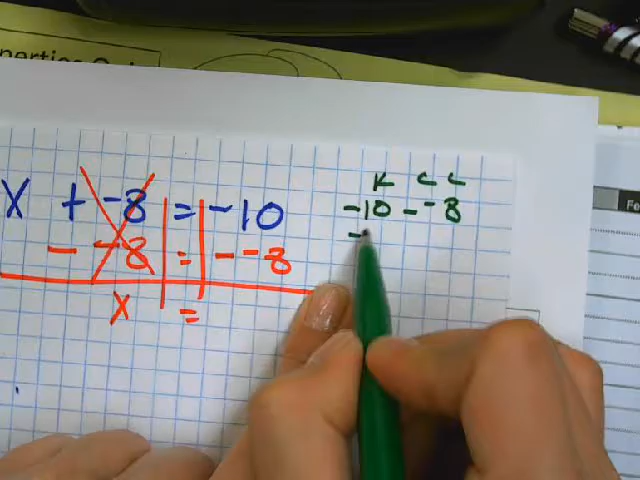 K C C
X + -8 = -10
-10 - -8
- -8 = - -8
-
x =